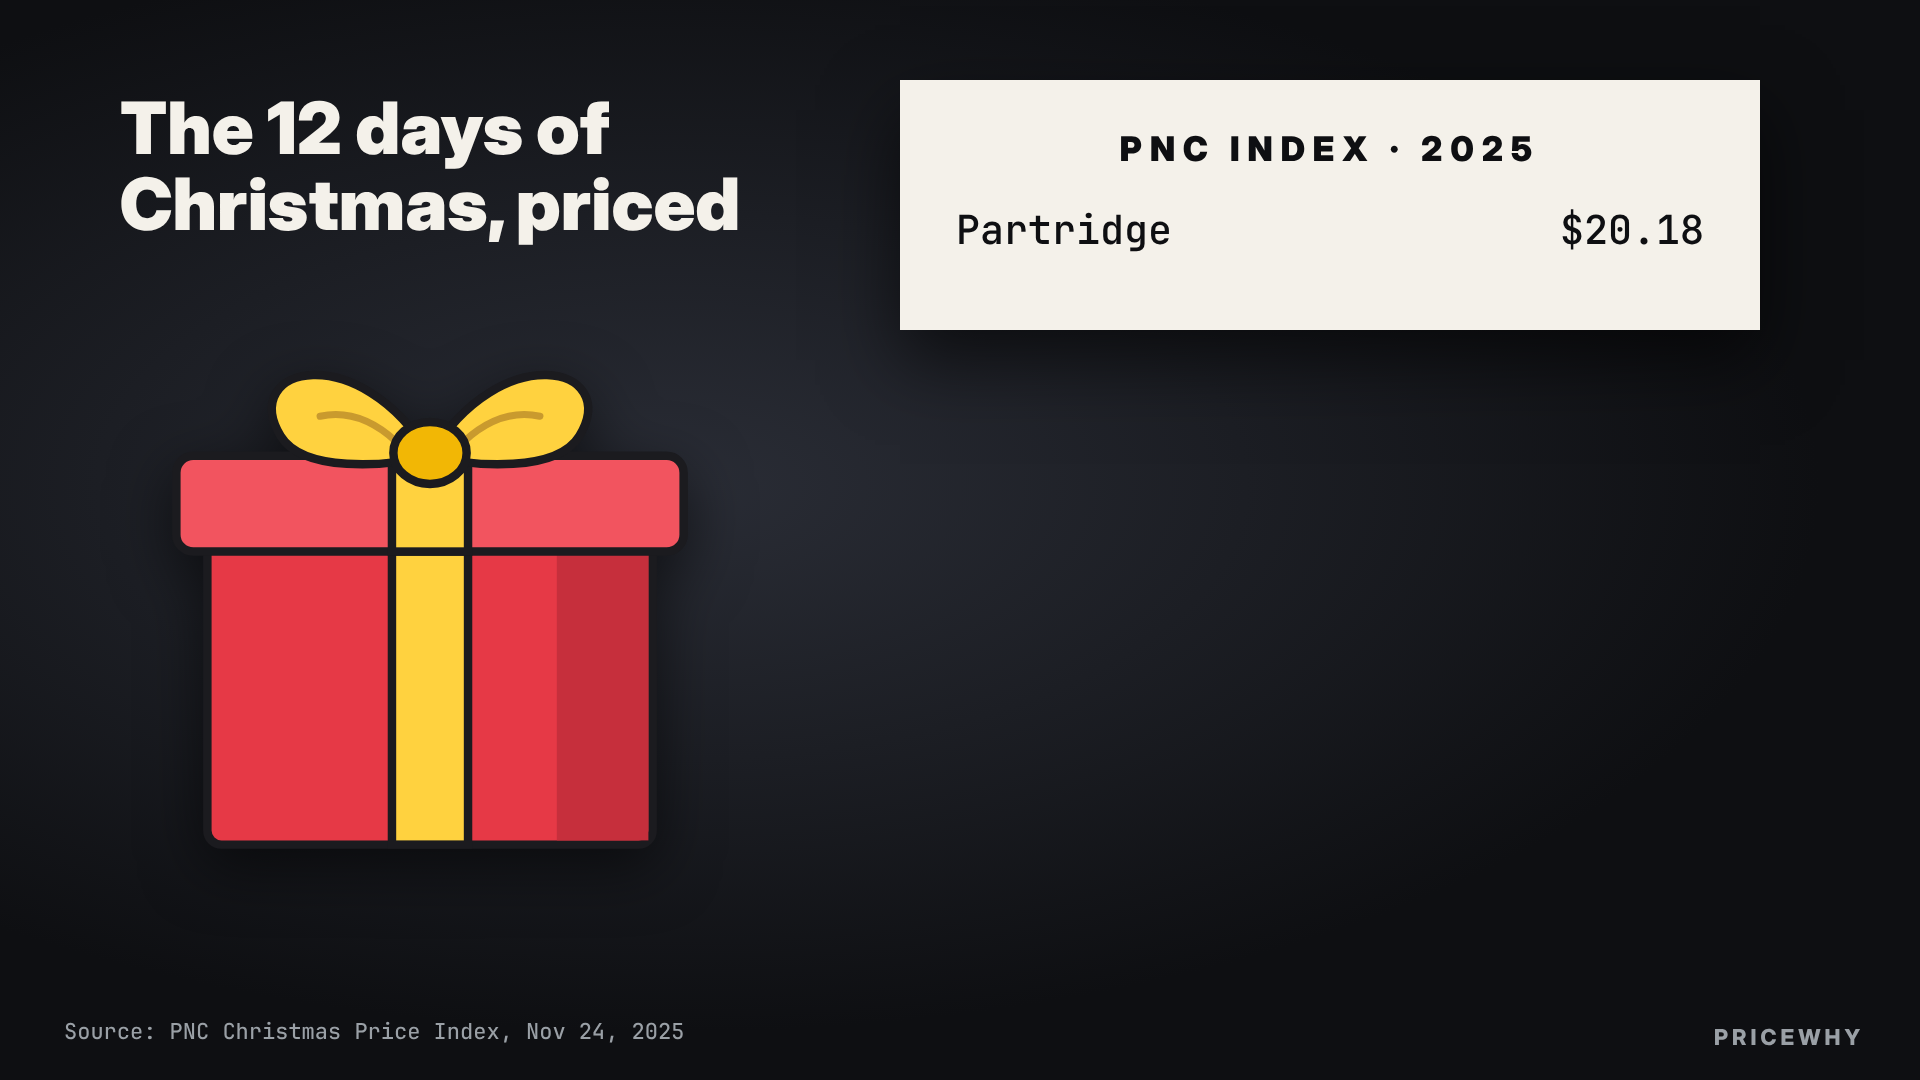 The 12 days of
Christmas, priced
PNC INDEX · 2025
Partridge $20.18
Source: PNC Christmas Price Index, Nov 24, 2025
PRICEWHY